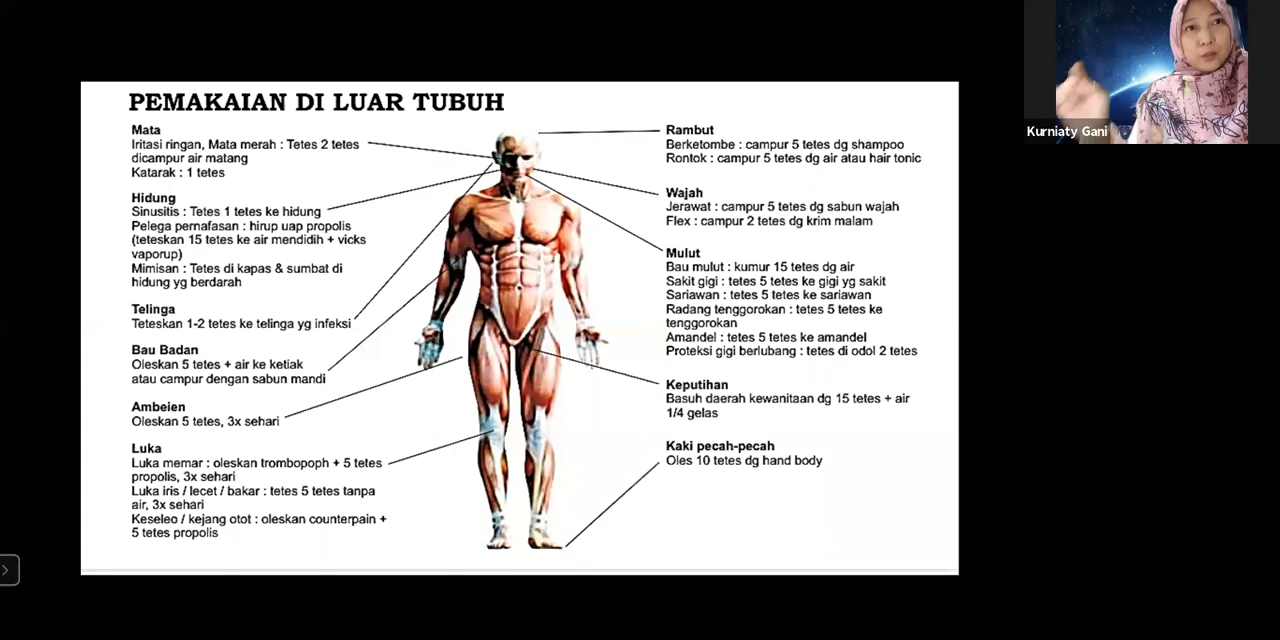 PEMAKAIAN DI LUAR TUBUH
Mata
Iritasi ringan, Mata merah : Tetes 2 tetes
dicampur air matang
Katarak : 1 tetes
Hidung
Sinusitis : Tetes 1 tetes ke hidung
Pelega pernafasan : hirup uap propolis
(teteskan 15 tetes ke air mendidih + vicks
vaporup)
Mimisan : Tetes di kapas & sumbat di
hidung yg berdarah
Telinga
Teteskan 1-2 tetes ke telinga yg infeksi
Bau Badan
Oleskan 5 tetes + air ke ketiak
atau campur dengan sabun mandi
Ambeien
Oleskan 5 tetes, 3x sehari
Luka
Luka memar : oleskan trombopoph + 5 tetes
propolis, 3x sehari
Luka iris / lecet / bakar : tetes 5 tetes tanpa
air, 3x sehari
Keseleo / kejang otot : oleskan counterpain +
5 tetes propolis
Rambut
Berketombe : campur 5 tetes dg shampoo
Rontok : campur 5 tetes dg air atau hair tonic
Wajah
Jerawat : campur 5 tetes dg sabun wajah
Flex : campur 2 tetes dg krim malam
Mulut
Bau mulut : kumur 15 tetes dg air
Sakit gigi : tetes 5 tetes ke gigi yg sakit
Sariawan : tetes 5 tetes ke sariawan
Radang tenggorokan : tetes 5 tetes ke
tenggorokan
Amandel : tetes 5 tetes ke amandel
Proteksi gigi berlubang : tetes di odol 2 tetes
Keputihan
Basuh daerah kewanitaan dg 15 tetes + air
1/4 gelas
Kaki pecah-pecah
Oles 10 tetes dg hand body
Kurniaty Gani